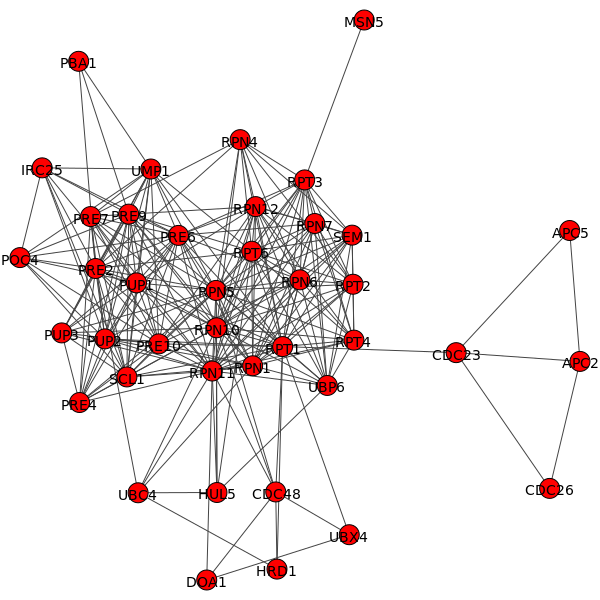 MSN5
PBA1
RPN4
IRC25
UMP1
RPT3
PRE7
PRE9
RPN12
RPN7
PRE6
SEM1
APC5
RPT5
POC4
PRE2
PUP1
RPN5
RPN6
RPT2
PUP3
PUP2
PRE10
RPN10
RPT1
RPT4
CDC23
APC2
SCL1
RPN11
RPN1
UBP6
PRE4
UBC4
HUL5
CDC48
CDC26
UBX4
DOA1
HRD1